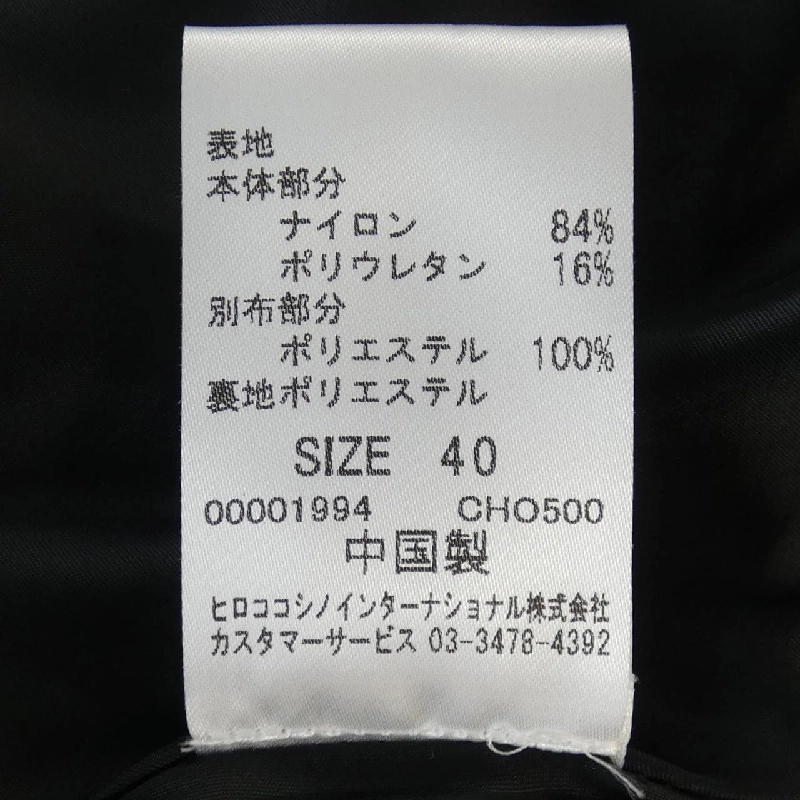 表地
本体部分
ナイロン 84%
ポリウレタン 16%
別布部分
ポリエステル 100%
裏地ポリエステル
SIZE 40
00001994 CHO500
中国製
ヒロココシノインターナショナル株式会社
カスタマーサービス 03-3478-4392